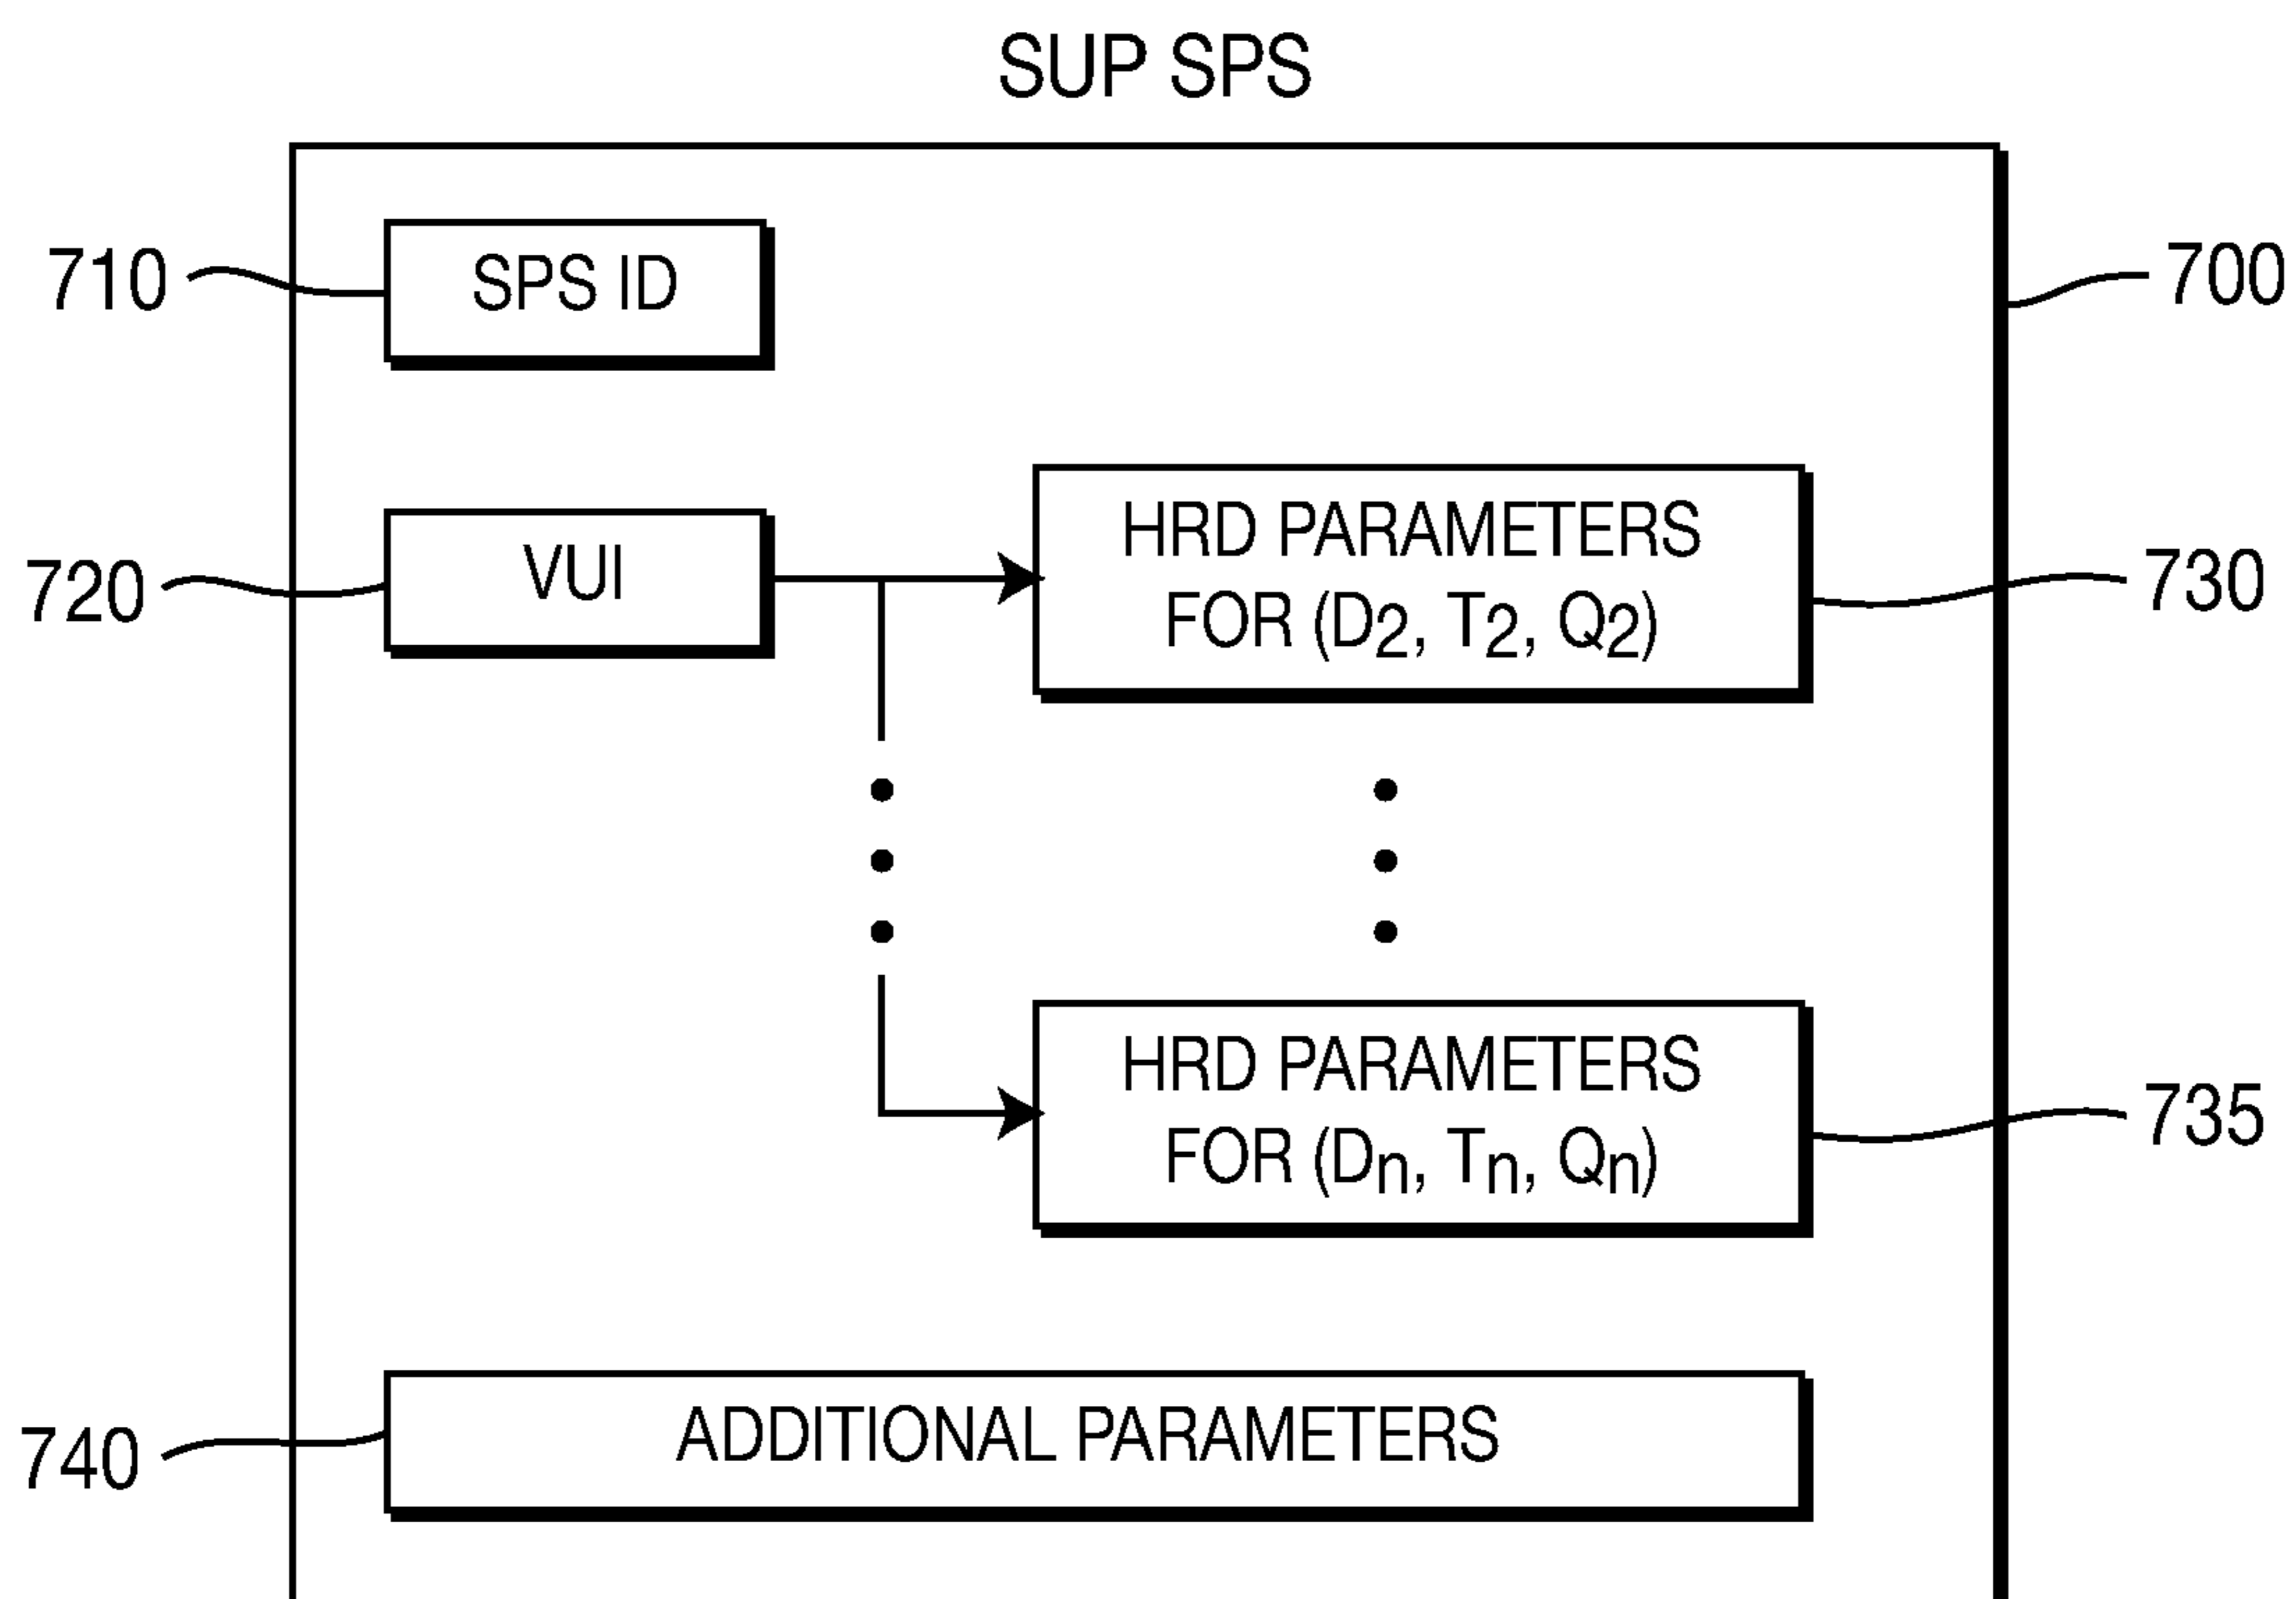 SUP SPS
710
SPS ID
700
720
VUI
HRD PARAMETERS
FOR (D2, T2, Q2)
730
HRD PARAMETERS
FOR (Dn, Tn, Qn)
735
740
ADDITIONAL PARAMETERS